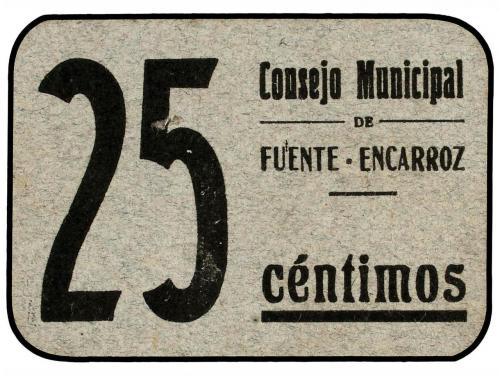 25
Consejo Municipal
DE
FUENTE - ENCARROZ
céntimos